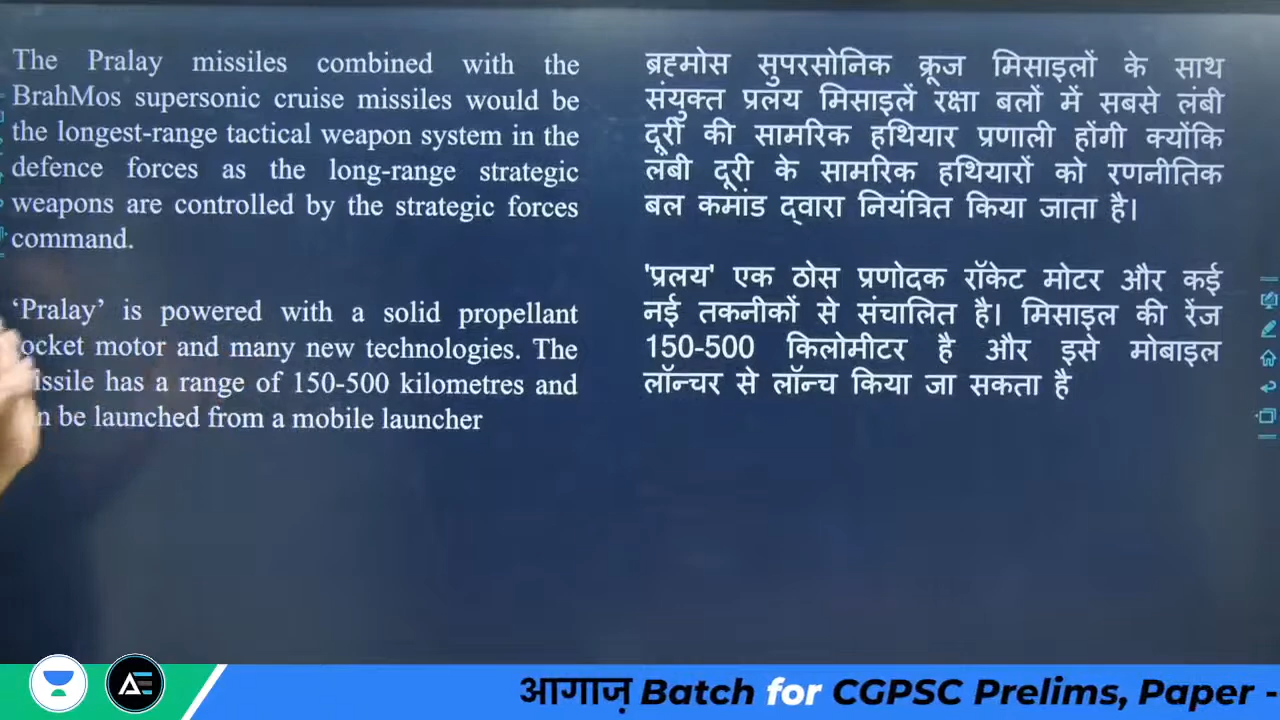 The Pralay missiles combined with the
BrahMos supersonic cruise missiles would be
the longest-range tactical weapon system in the
defence forces as the long-range strategic
weapons are controlled by the strategic forces
command.
‘Pralay’ is powered with a solid propellant
ocket motor and many new technologies. The
issile has a range of 150-500 kilometres and
n be launched from a mobile launcher
ब्रह्मोस सुपरसोनिक क्रूज मिसाइलों के साथ
संयुक्त प्रलय मिसाइलें रक्षा बलों में सबसे लंबी
दूरी की सामरिक हथियार प्रणाली होंगी क्योंकि
लंबी दूरी के सामरिक हथियारों को रणनीतिक
बल कमांड द्वारा नियंत्रित किया जाता है।
'प्रलय' एक ठोस प्रणोदक रॉकेट मोटर और कई
नई तकनीकों से संचालित है। मिसाइल की रेंज
150-500 किलोमीटर है और इसे मोबाइल
लॉन्चर से लॉन्च किया जा सकता है
आगाज़ Batch for CGPSC Prelims, Paper -